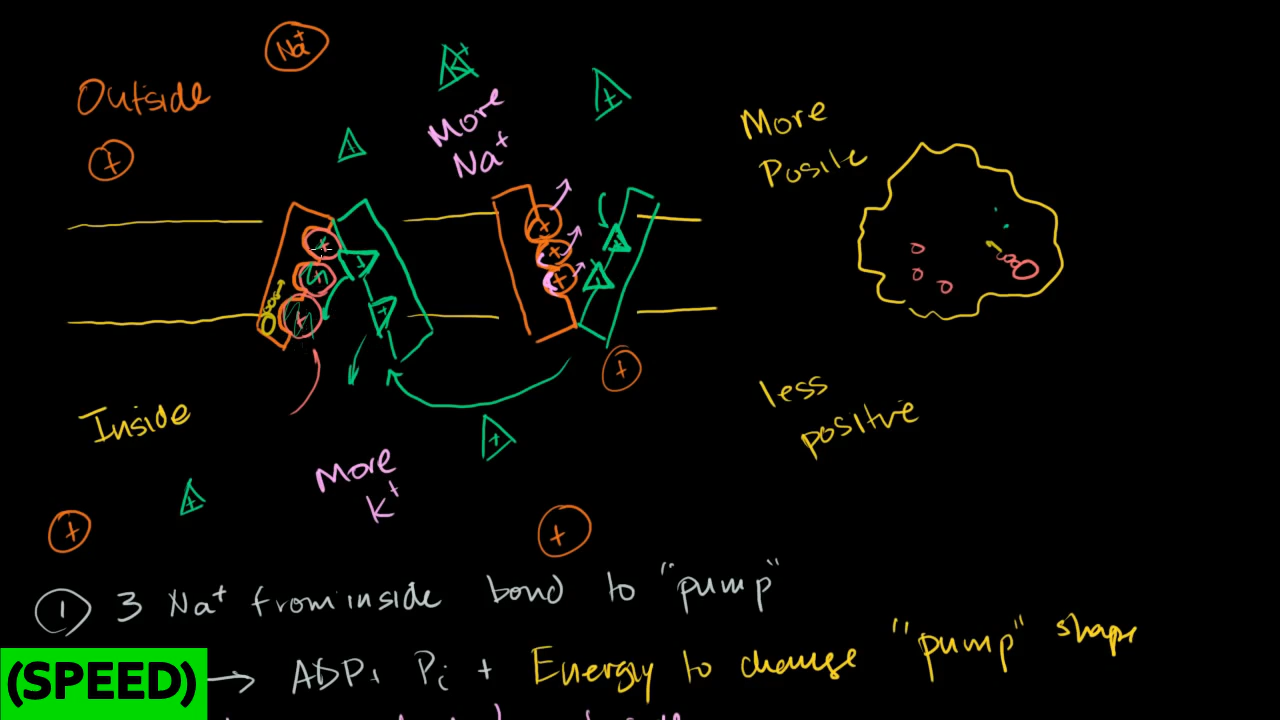 Na+
K+
Outside
More
Na+
More
Posite
+
Inside
less
positive
More
K+
① 3 Na+ from inside bond to "pump"
(SPEED) → ADP + Pi + Energy to change "pump" shape